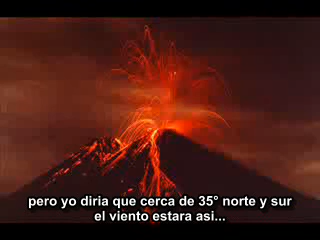 pero yo diria que cerca de 35° norte y sur
el viento estara asi...